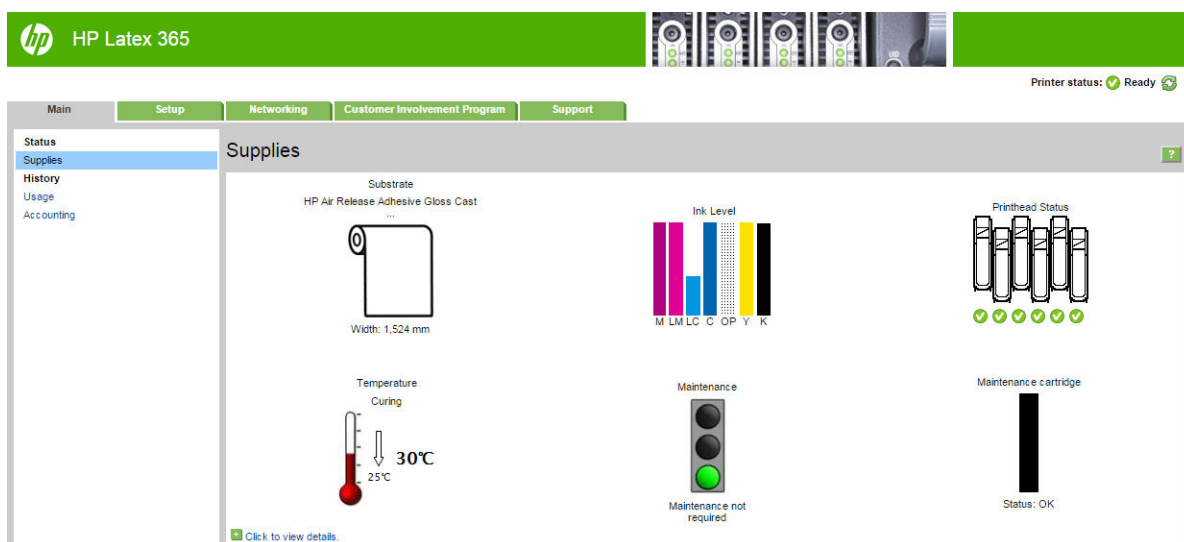 hp HP Latex 365
UID
Printer status: Ready
Main Setup Networking Customer Involvement Program Support
Status
Supplies
History
Usage
Accounting
Supplies
?
Substrate
HP Air Release Adhesive Gloss Cast
...
Width: 1,524 mm
Ink Level
M LM LC C OP Y K
Printhead Status
Temperature
Curing
30℃
25℃
Maintenance
Maintenance not
required
Maintenance cartridge
Status: OK
Click to view details.